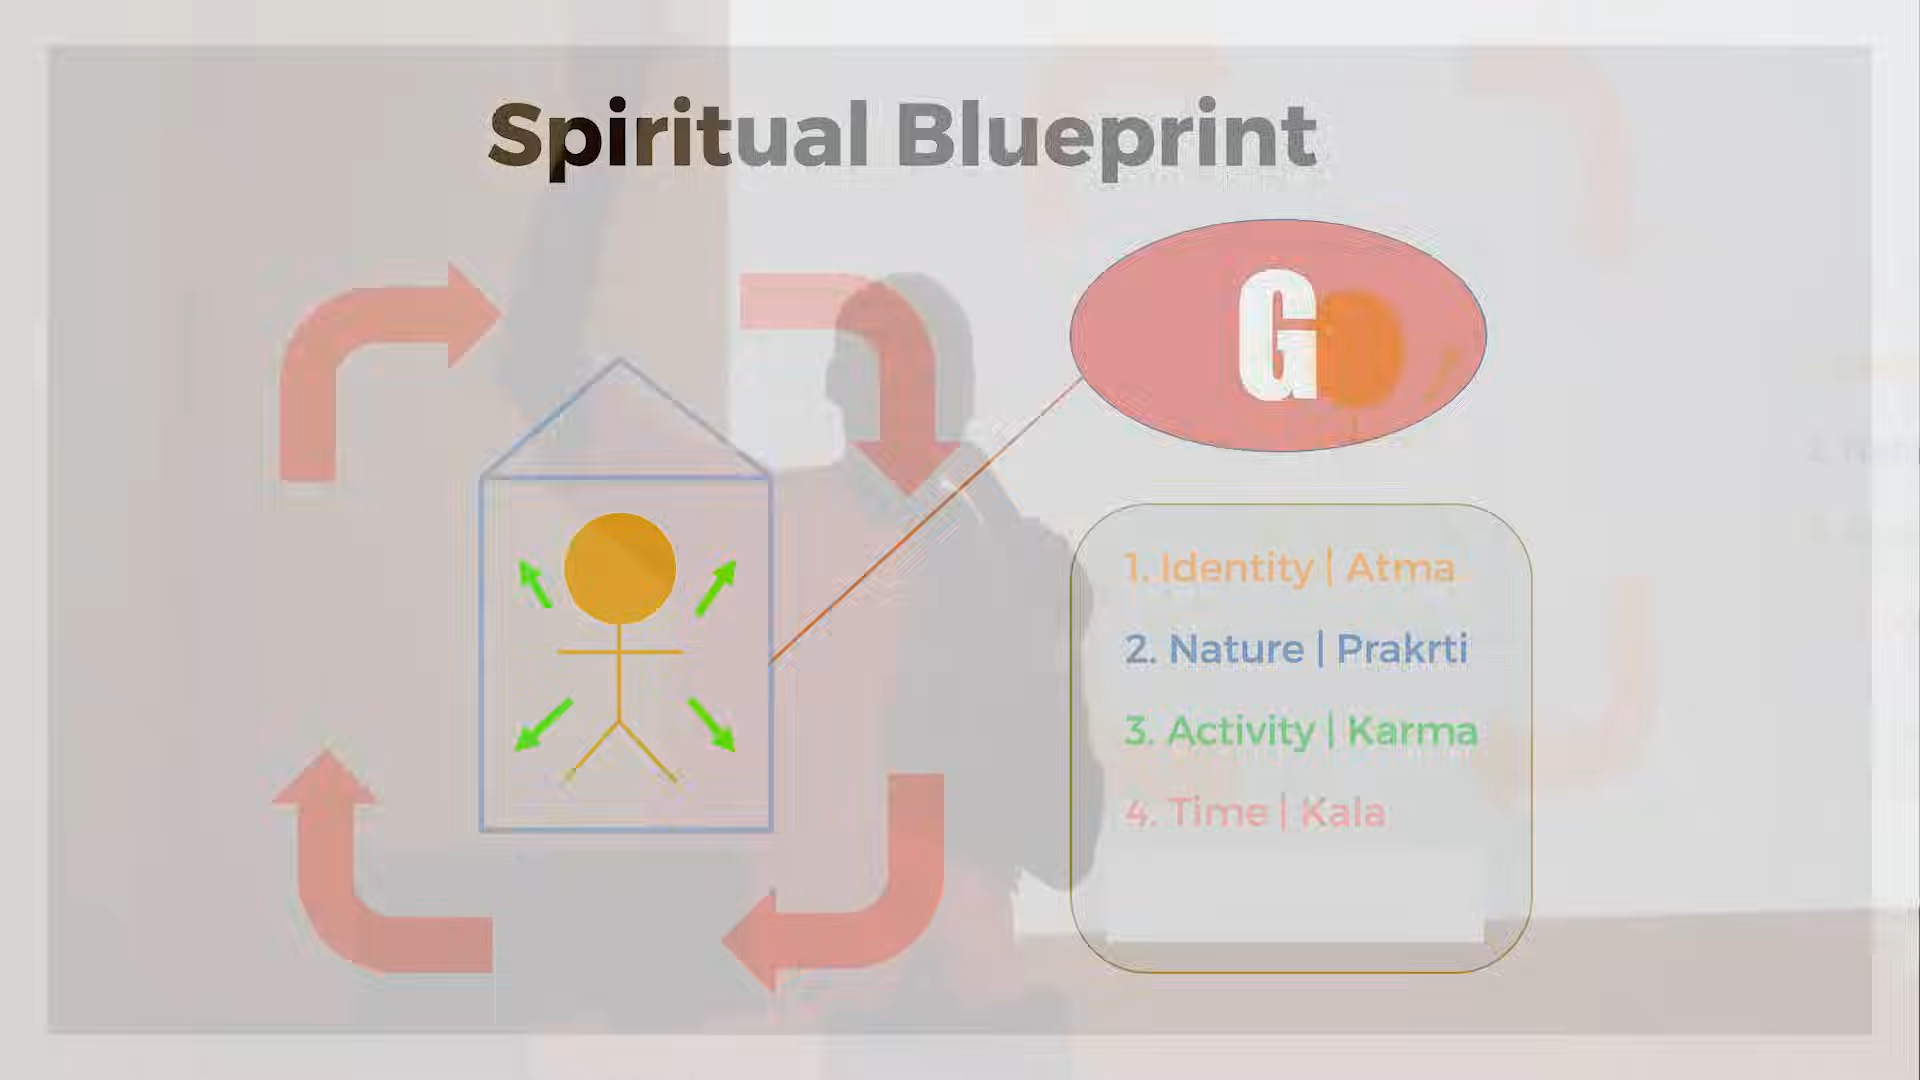 Spiritual Blueprint
G
1. Identity | Atma
2. Nature | Prakrti
3. Activity | Karma
4. Time | Kala